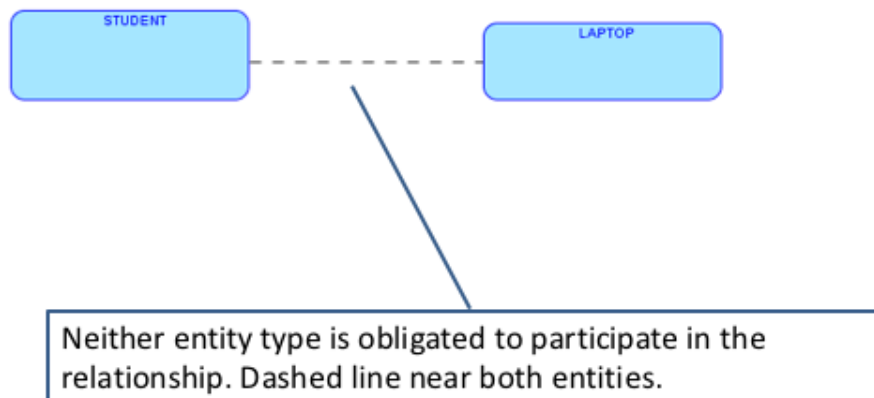 STUDENT
LAPTOP
Neither entity type is obligated to participate in the
relationship. Dashed line near both entities.